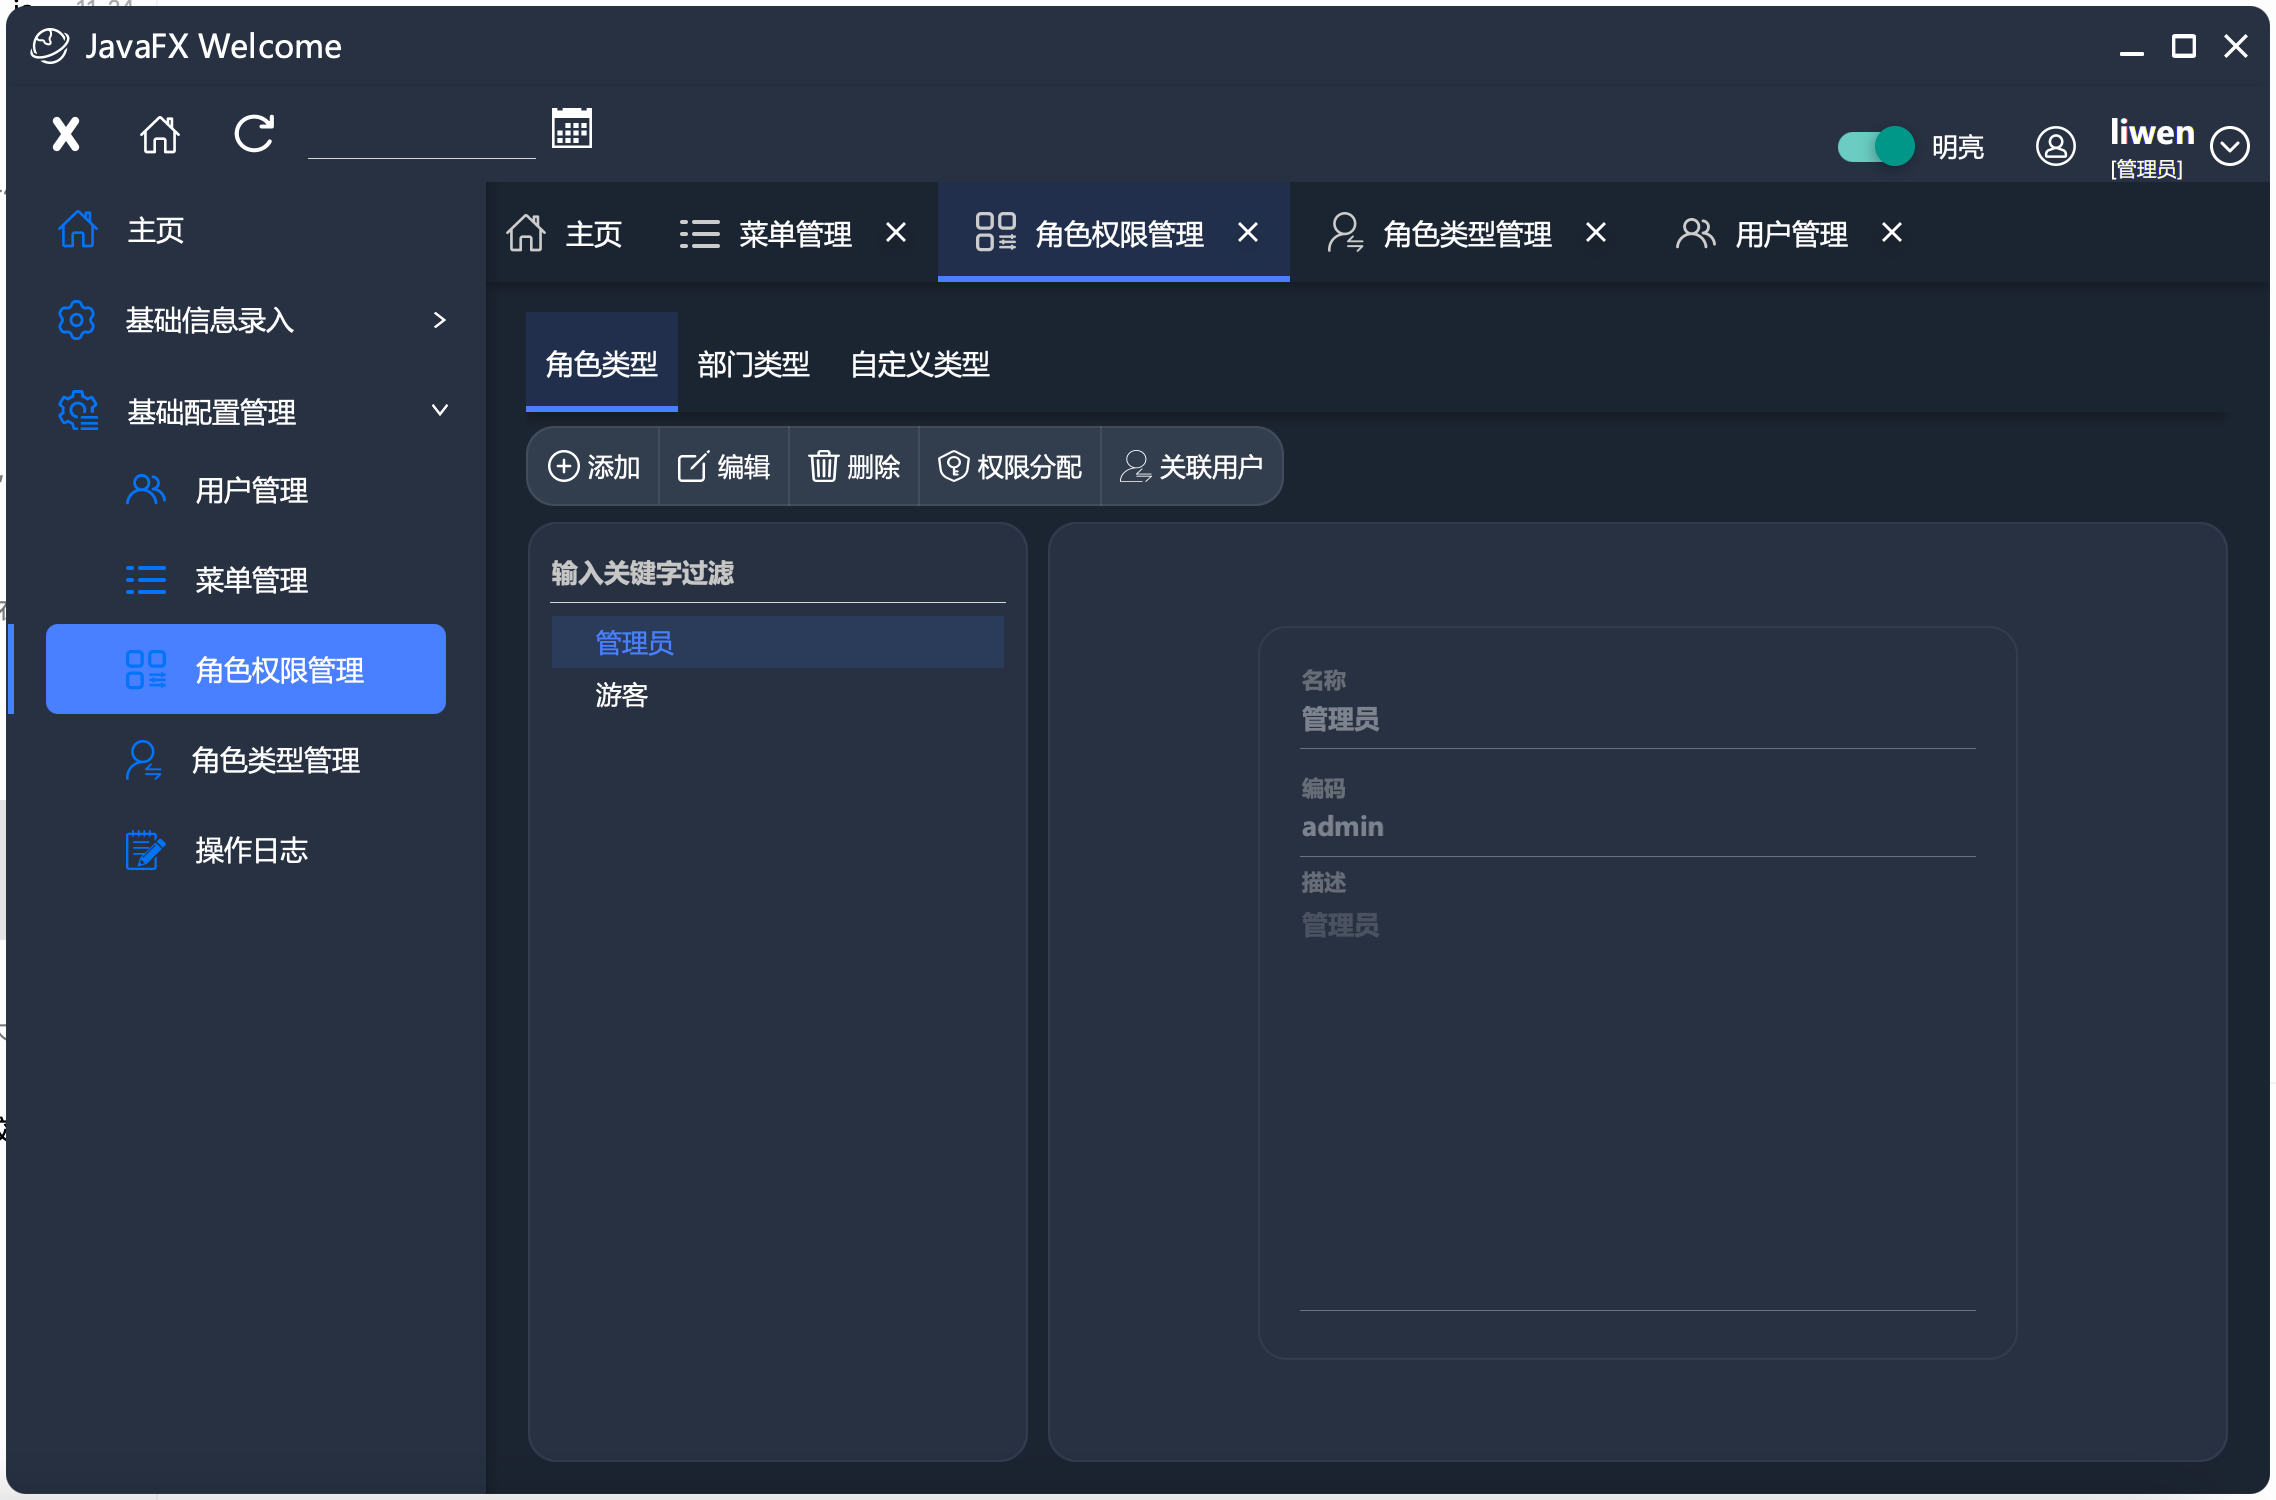 JavaFX Welcome
明亮
liwen
[管理员]
主页
基础信息录入
基础配置管理
用户管理
菜单管理
角色权限管理
角色类型管理
操作日志
主页 菜单管理 角色权限管理 角色类型管理 用户管理
角色类型 部门类型 自定义类型
添加 编辑 删除 权限分配 关联用户
输入关键字过滤
管理员
游客
名称
管理员
编码
admin
描述
管理员